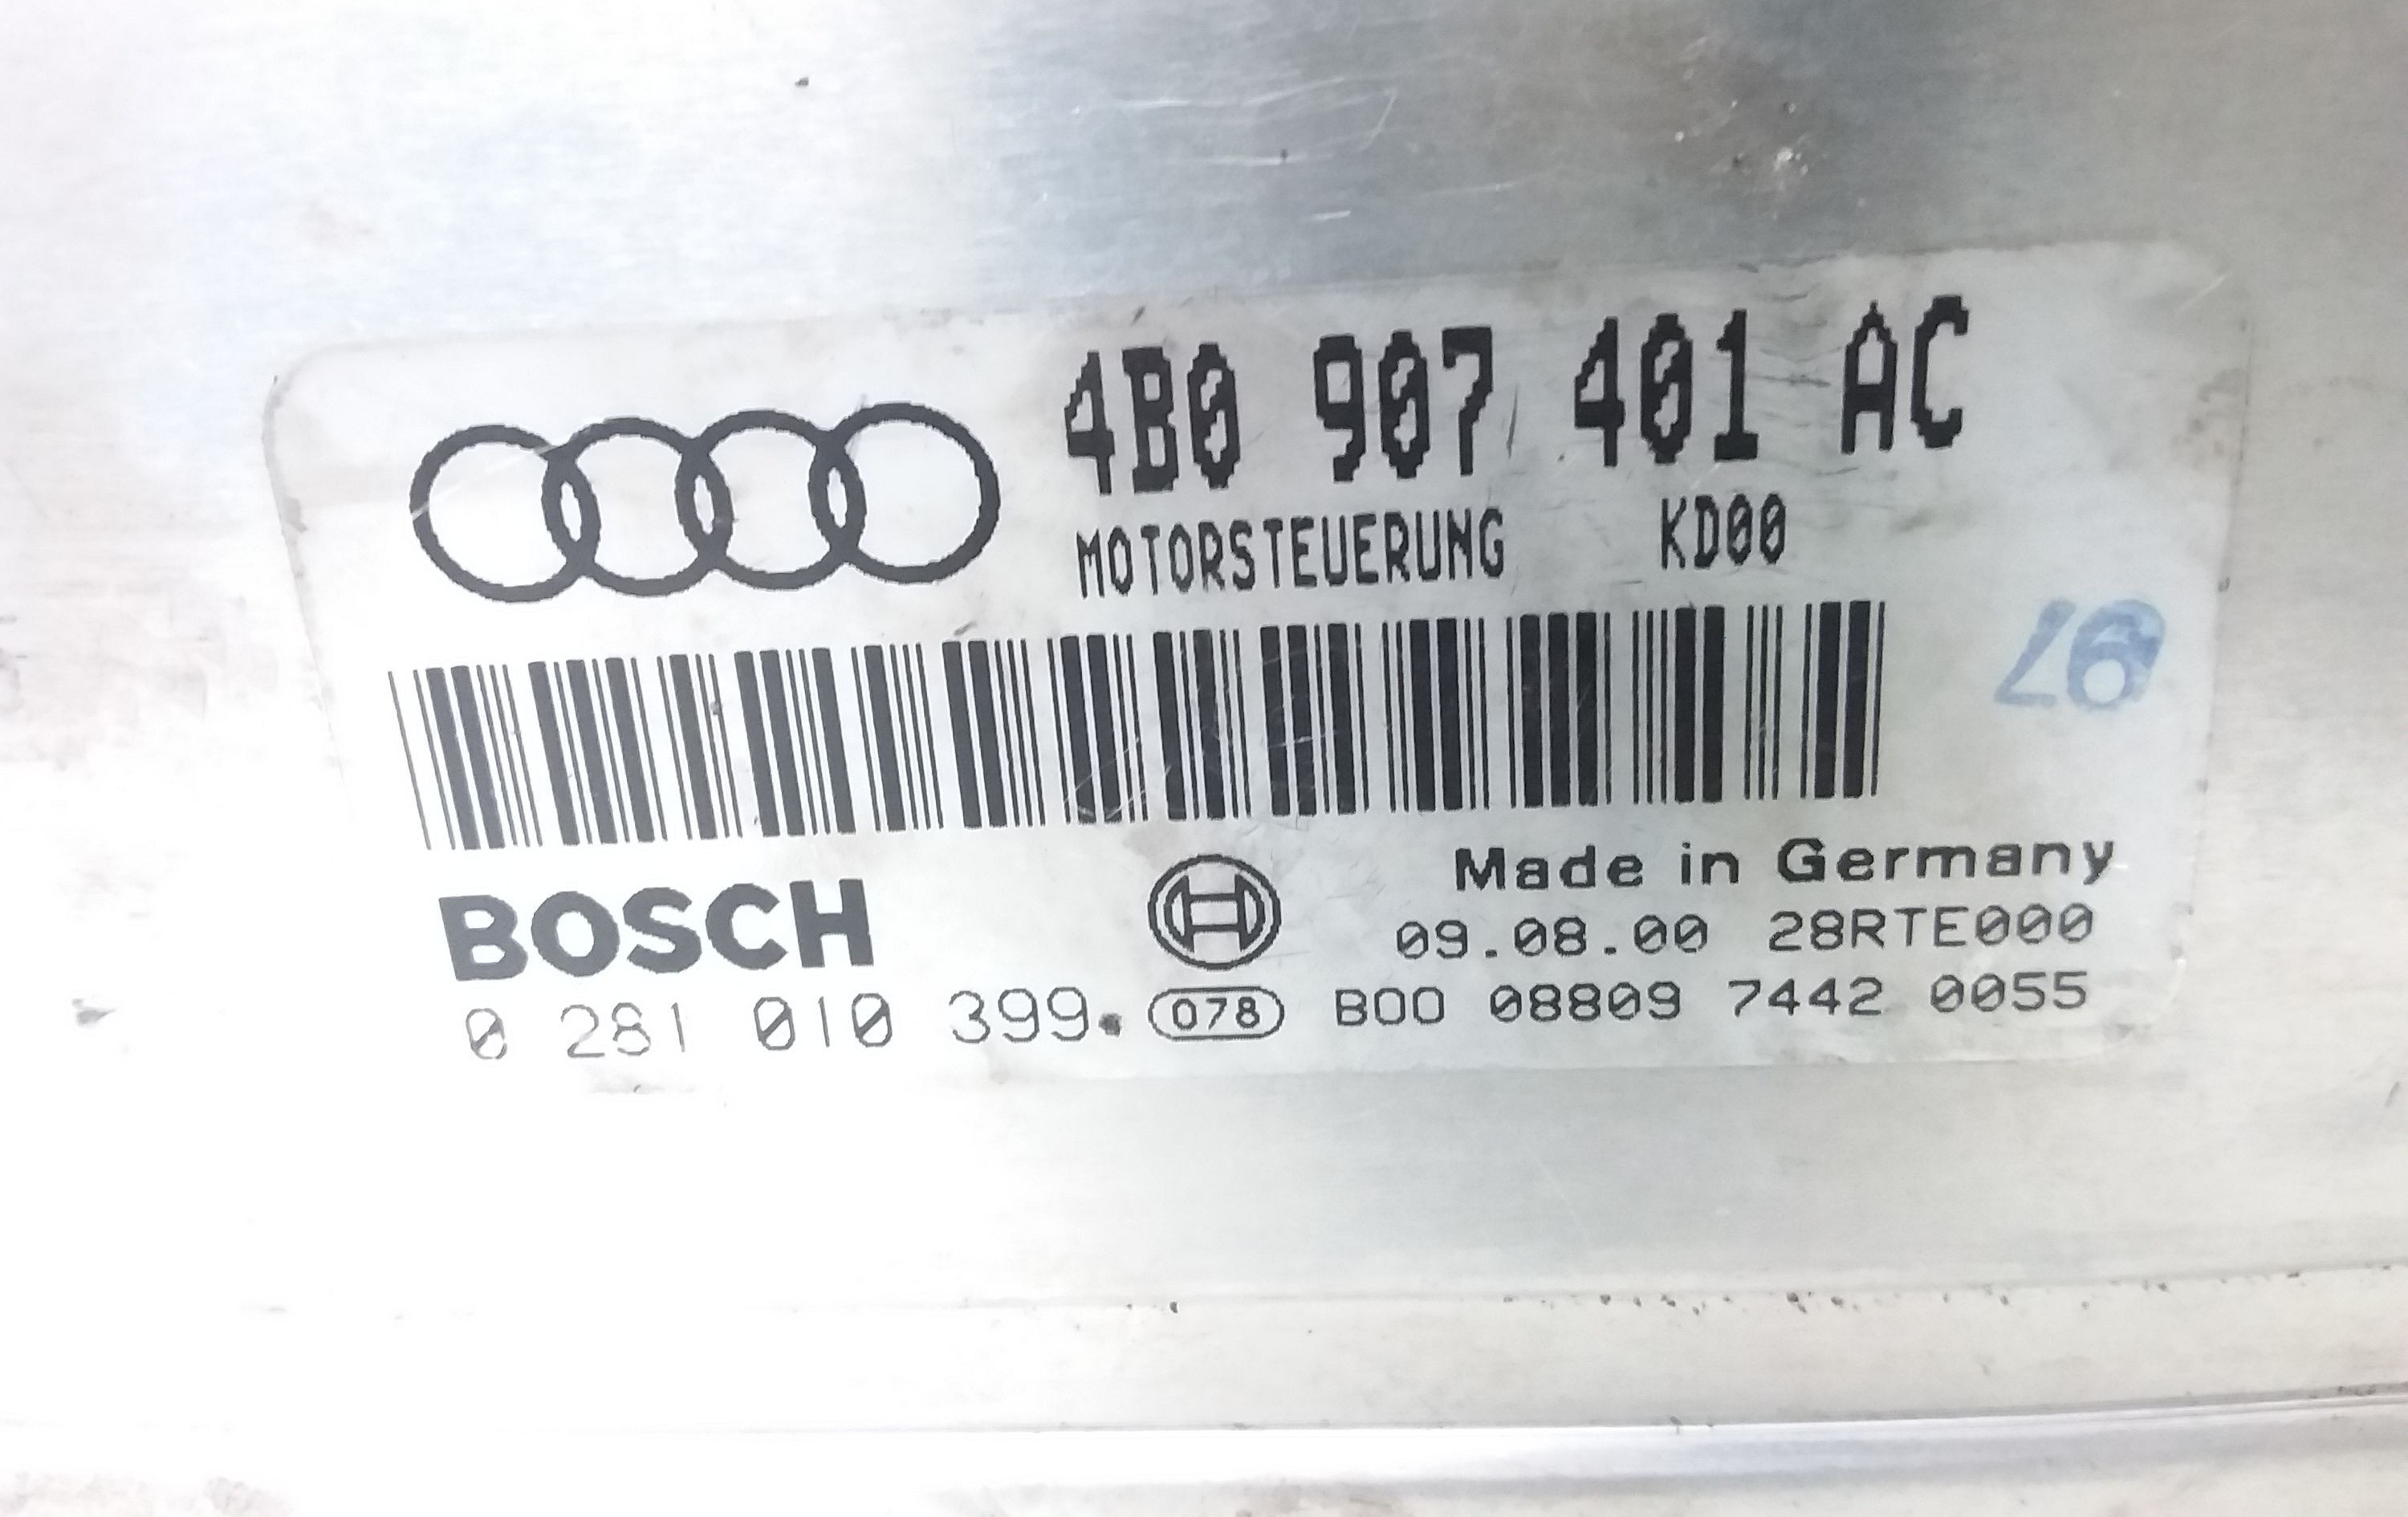 4B0 907 401 AC
MOTORSTEUERUNG KD00
97
BOSCH
Made in Germany
09.08.00 28RTE000
0 281 010 399. 078 B00 08809 7442 0055